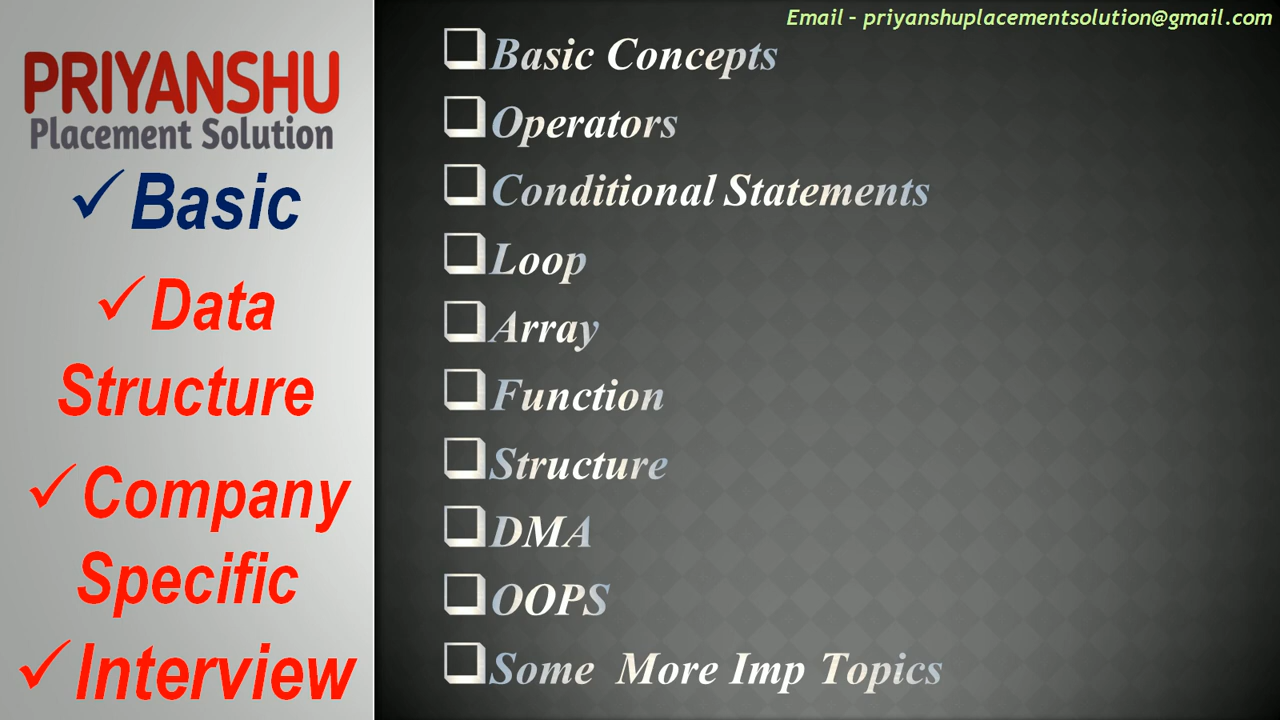 PRIYANSHU
Placement Solution
✓Basic
✓Data
Structure
✓Company
Specific
✓Interview
Email – priyanshuplacementsolution@gmail.com
❑Basic Concepts
❑Operators
❑Conditional Statements
❑Loop
❑Array
❑Function
❑Structure
❑DMA
❑OOPS
❑Some More Imp Topics